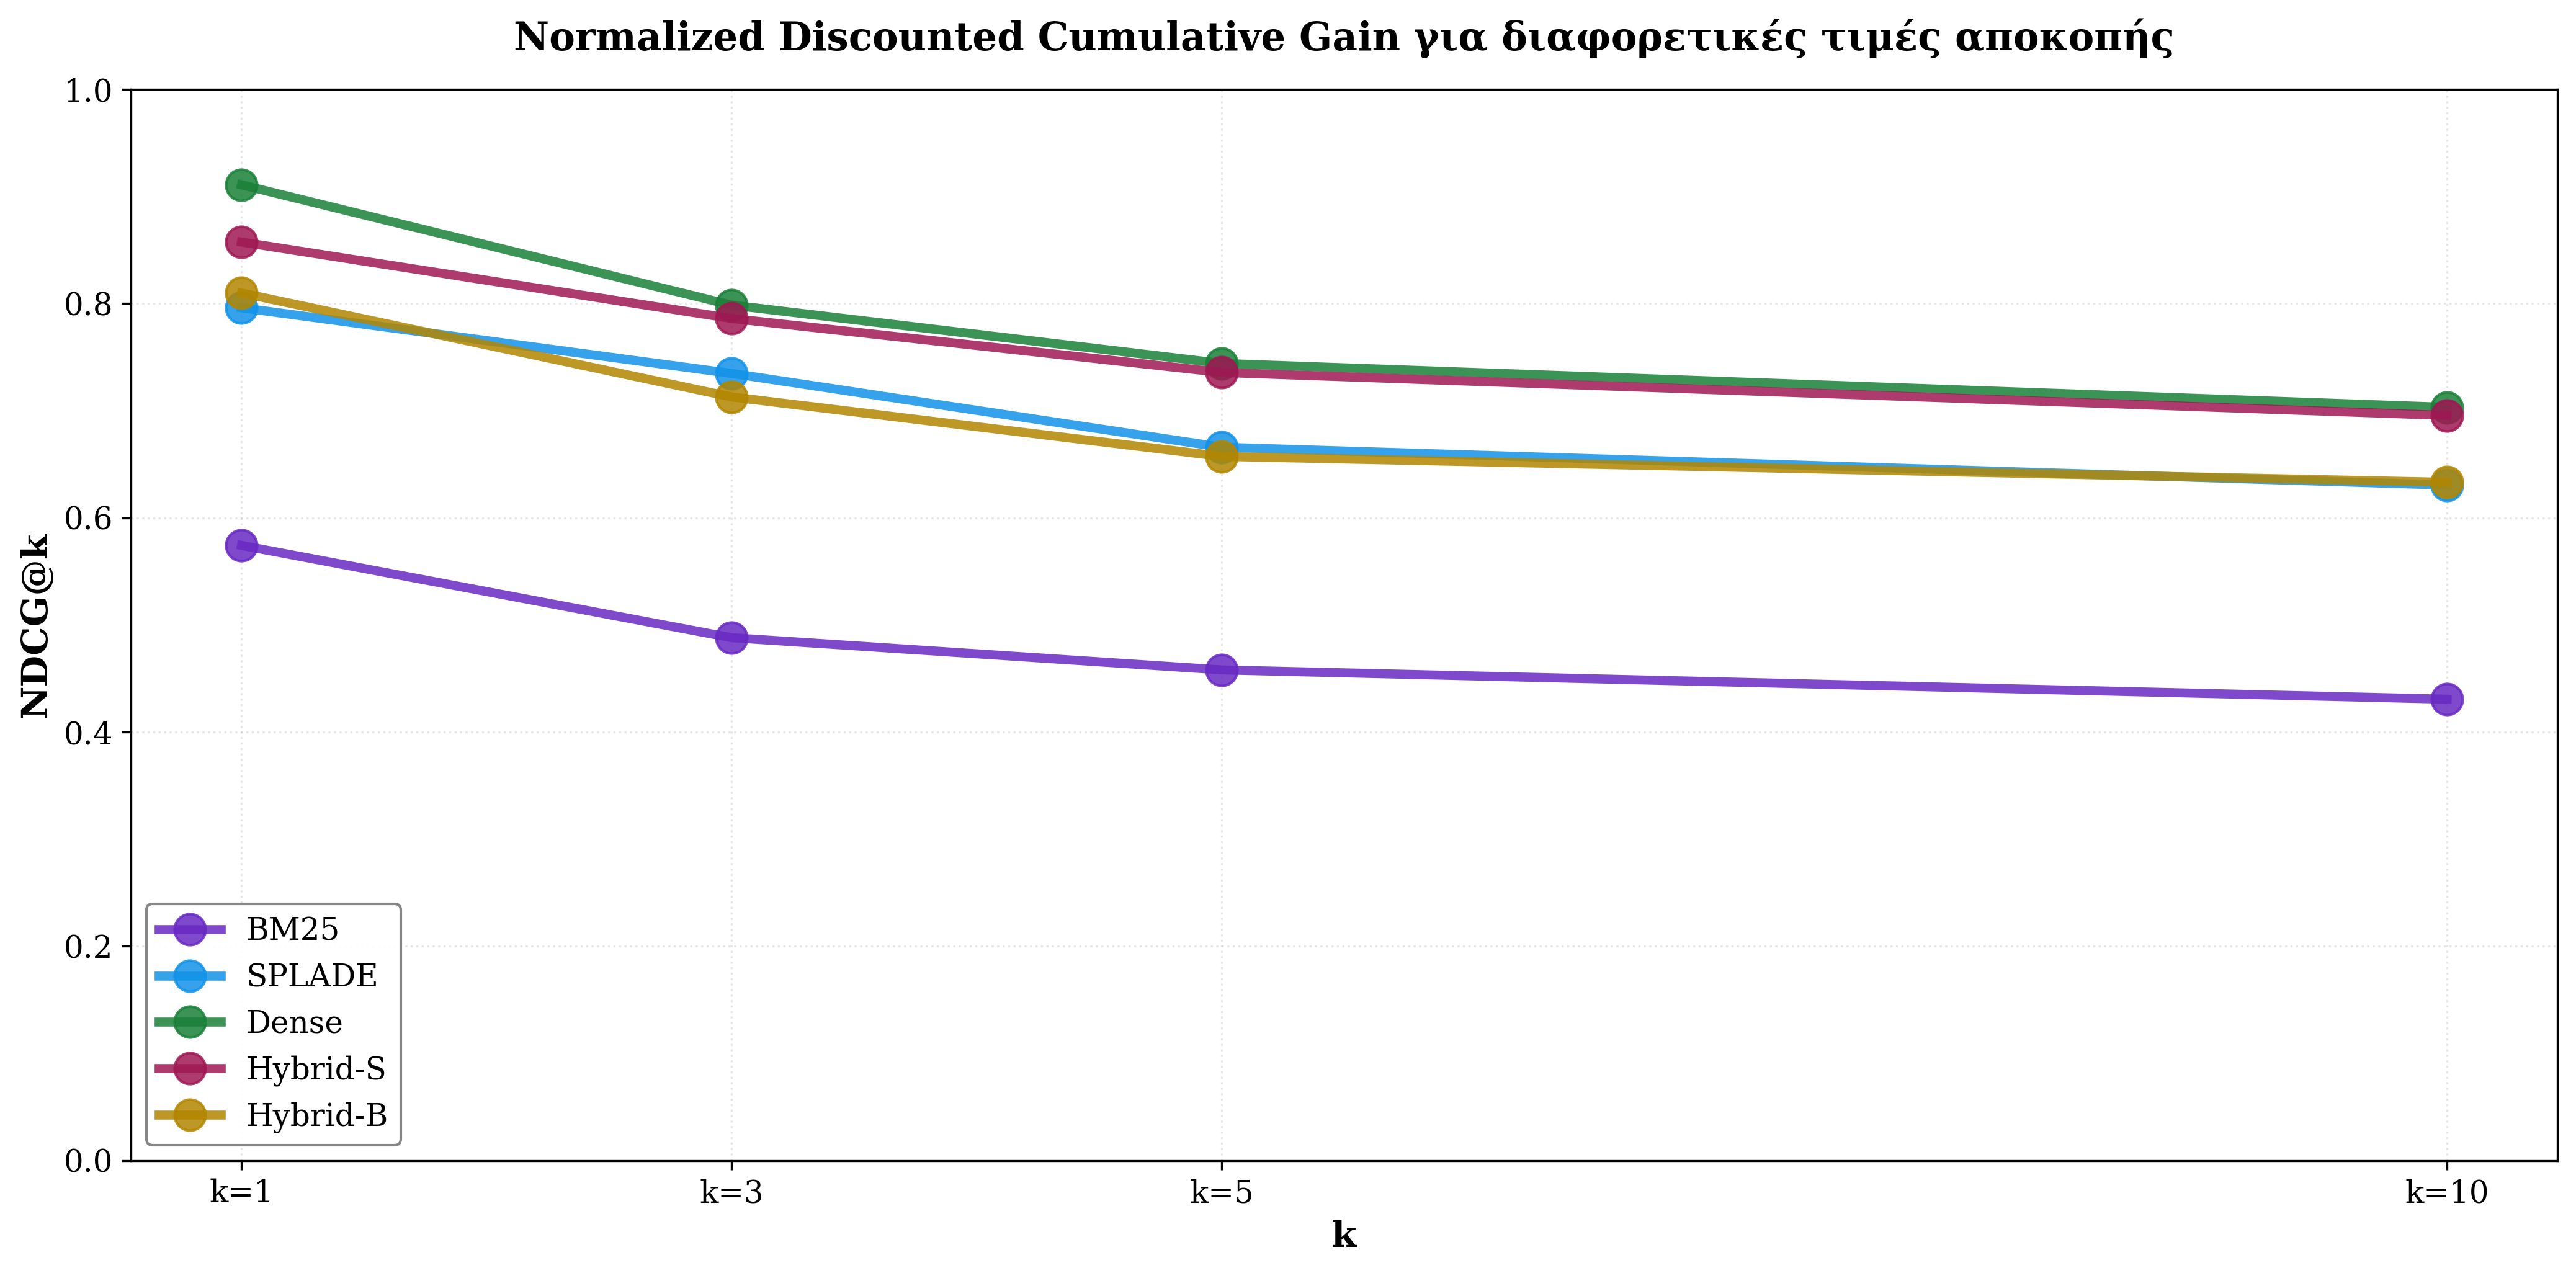 Normalized Discounted Cumulative Gain για διαφορετικές τιμές αποκοπής
NDCG@k
1.0
0.8
0.6
0.4
0.2
0.0
BM25
SPLADE
Dense
Hybrid-S
Hybrid-B
k=1
k=3
k=5
k=10
k